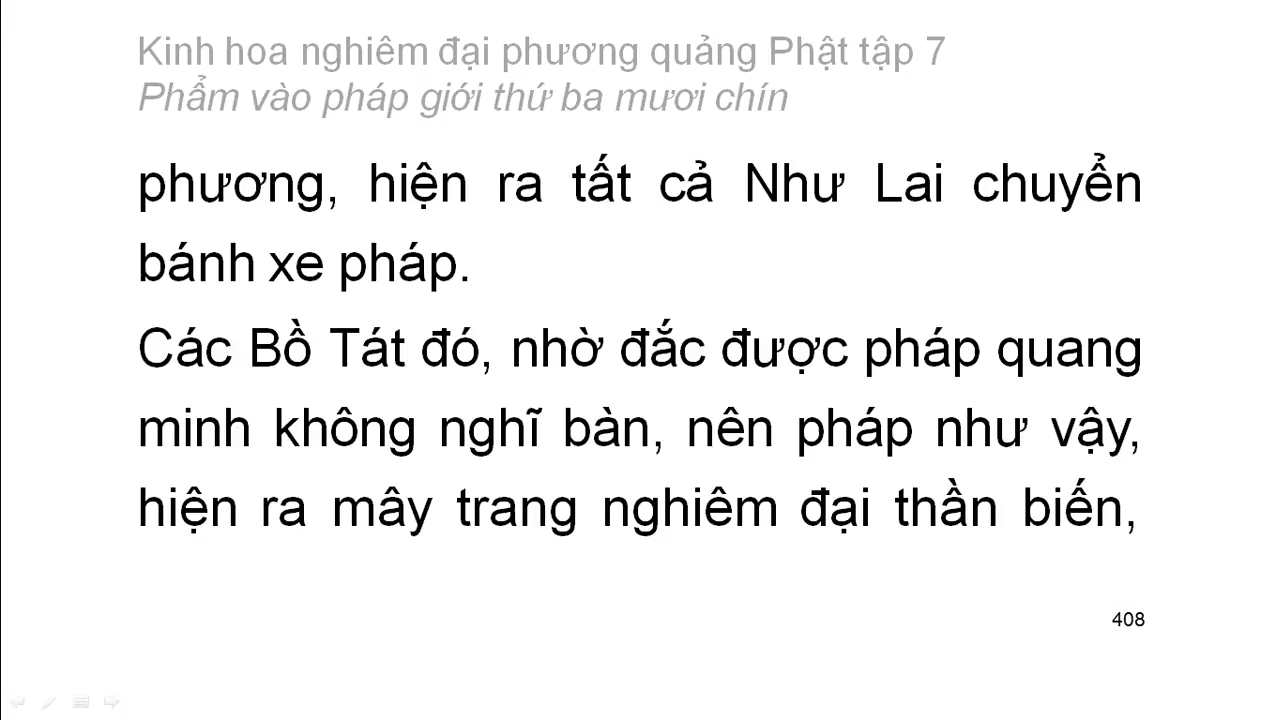 Kinh hoa nghiêm đại phương quảng Phật tập 7
Phẩm vào pháp giới thứ ba mươi chín
phương, hiện ra tất cả Như Lai chuyển
bánh xe pháp.
Các Bồ Tát đó, nhờ đắc được pháp quang
minh không nghĩ bàn, nên pháp như vậy,
hiện ra mây trang nghiêm đại thần biến,
408